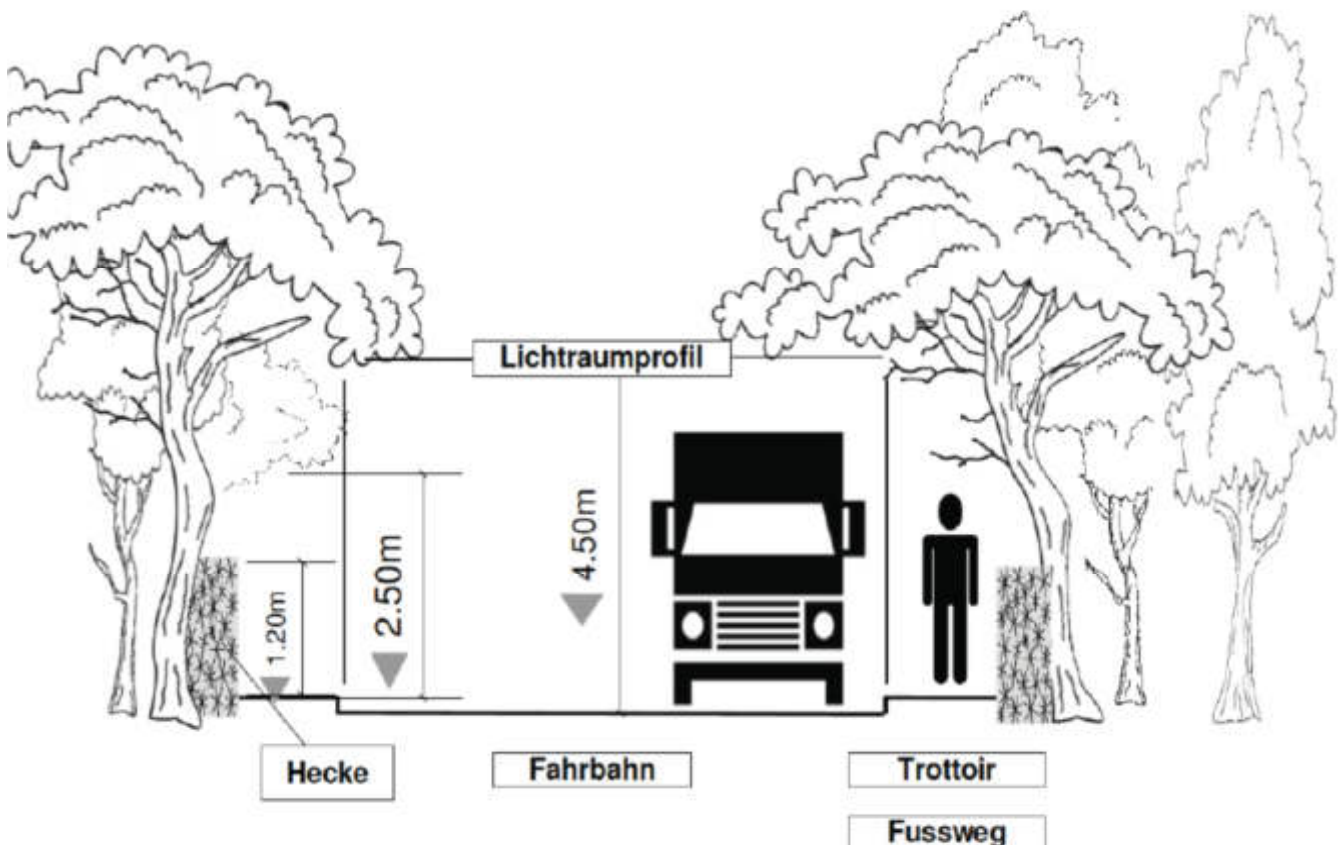 Lichtraumprofil
4.50m
2.50m
1.20m
Hecke
Fahrbahn
Trottoir
Fussweg